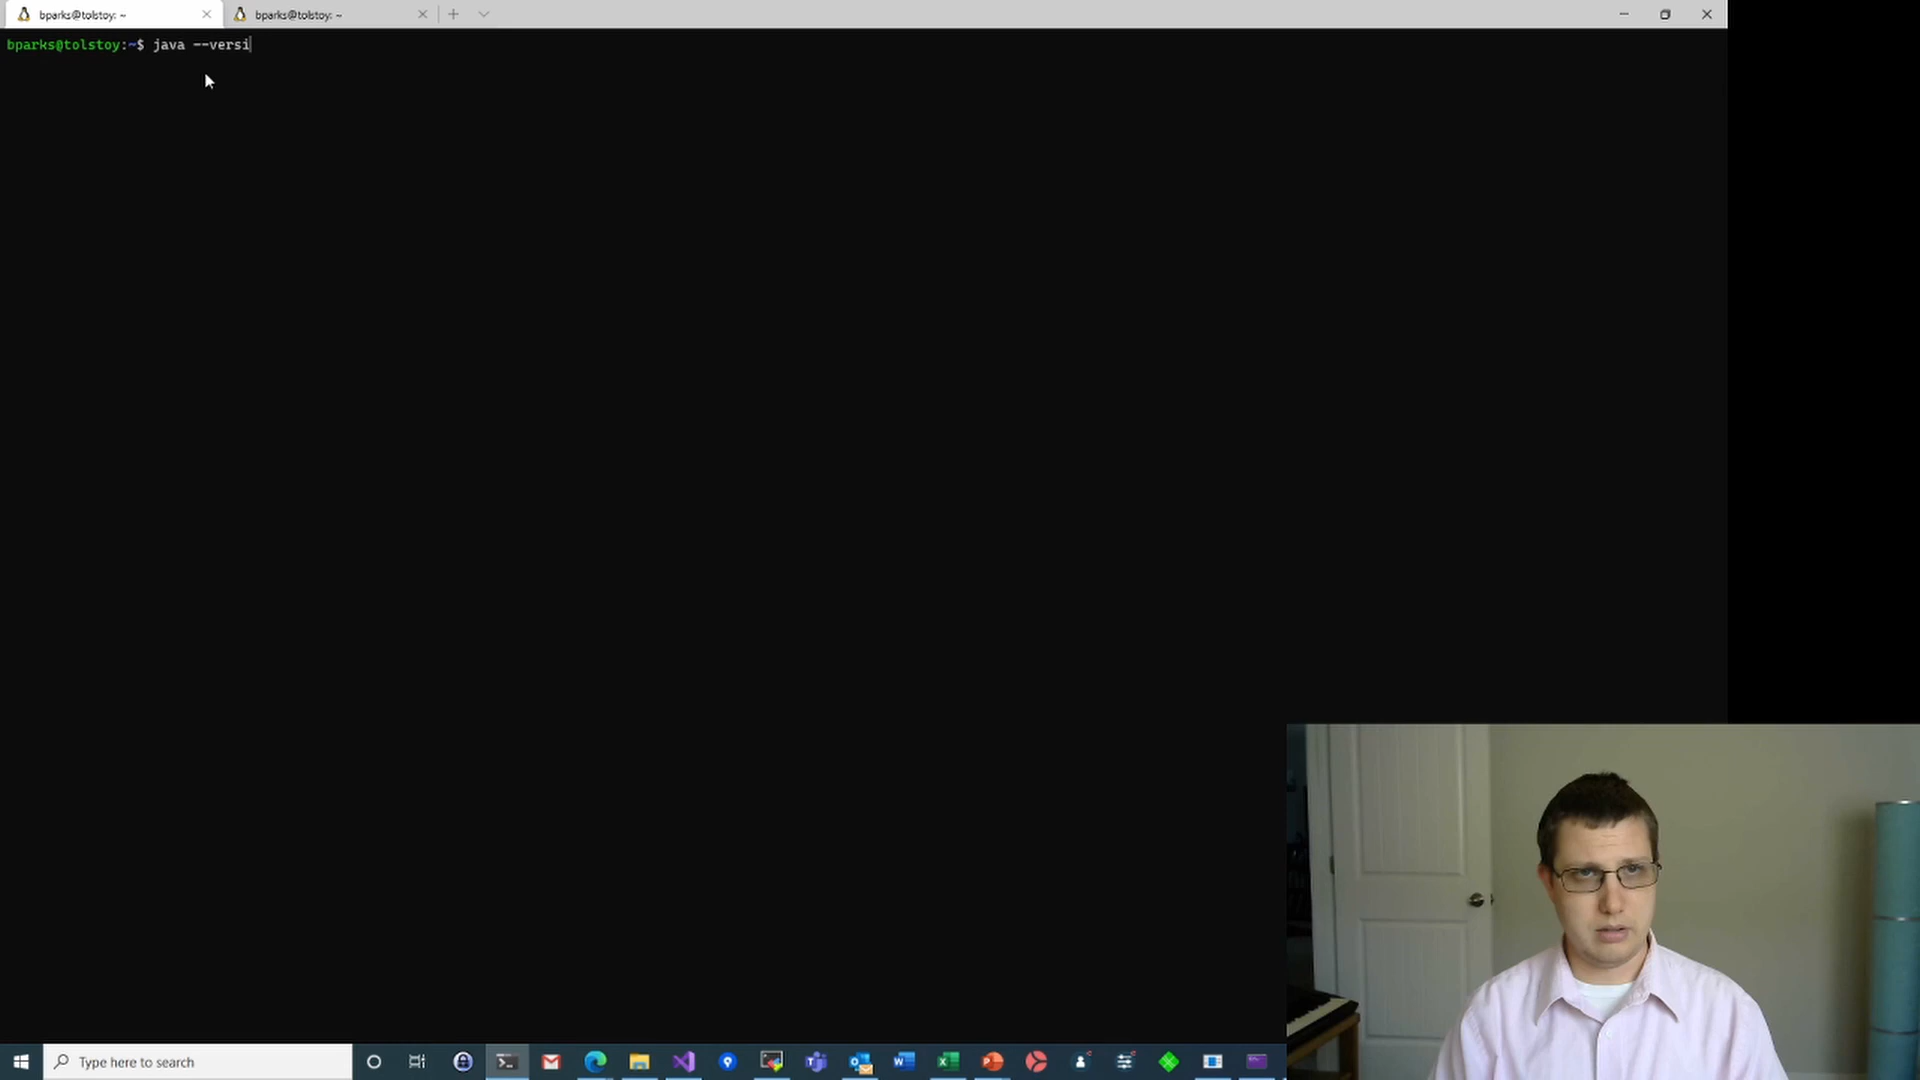 bparks@tolstoy: ~
bparks@tolstoy: ~
bparks@tolstoy:~$ java --versi
Type here to search